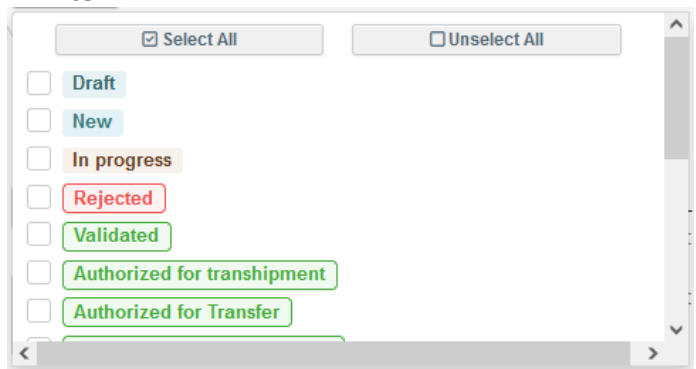 Select All
Unselect All
Draft
New
In progress
Rejected
Validated
Authorized for transhipment
Authorized for Transfer